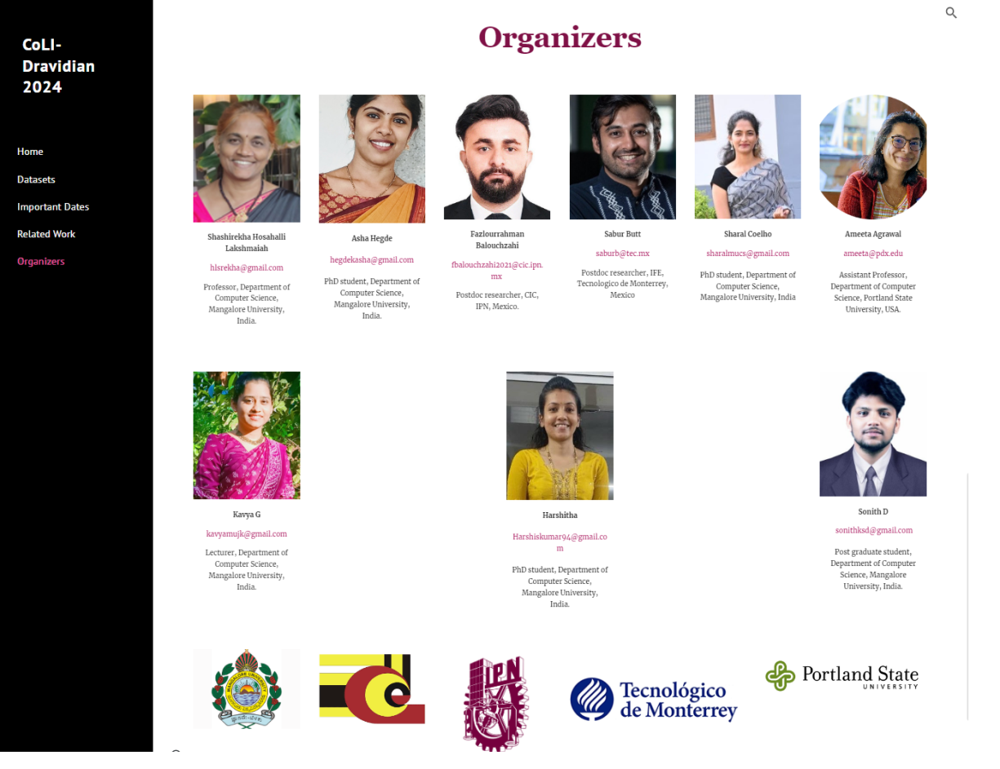 CoLI-
Dravidian
2024
Home
Datasets
Important Dates
Related Work
Organizers
Organizers
Shashirekha Hosahalli
Lakshmaiah
hlsrekha@gmail.com
Professor, Department of
Computer Science,
Mangalore University,
India.
Asha Hegde
hegdekasha@gmail.com
PhD student, Department of
Computer Science,
Mangalore University,
India.
Fazlourrahman
Balouchzahi
fbalouchzahi2021@cic.ipn.
mx
Postdoc researcher, CIC,
IPN, Mexico.
Sabur Butt
saburb@tec.mx
Postdoc researcher, IFE,
Tecnologico de Monterrey,
Mexico
Sharal Coelho
sharalmucs@gmail.com
PhD student, Department of
Computer Science,
Mangalore University, India
Ameeta Agrawal
ameeta@pdx.edu
Assistant Professor,
Department of Computer
Science, Portland State
University, USA.
Kavya G
kavyamujk@gmail.com
Lecturer, Department of
Computer Science,
Mangalore University,
India.
Harshitha
Harshiskumar94@gmail.co
m
PhD student, Department of
Computer Science,
Mangalore University,
India.
Sonith D
sonithksd@gmail.com
Post graduate student,
Department of Computer
Science, Mangalore
University, India.
MANGALORE UNIVERSITY
IPN
Tecnológico
de Monterrey
Portland State
UNIVERSITY